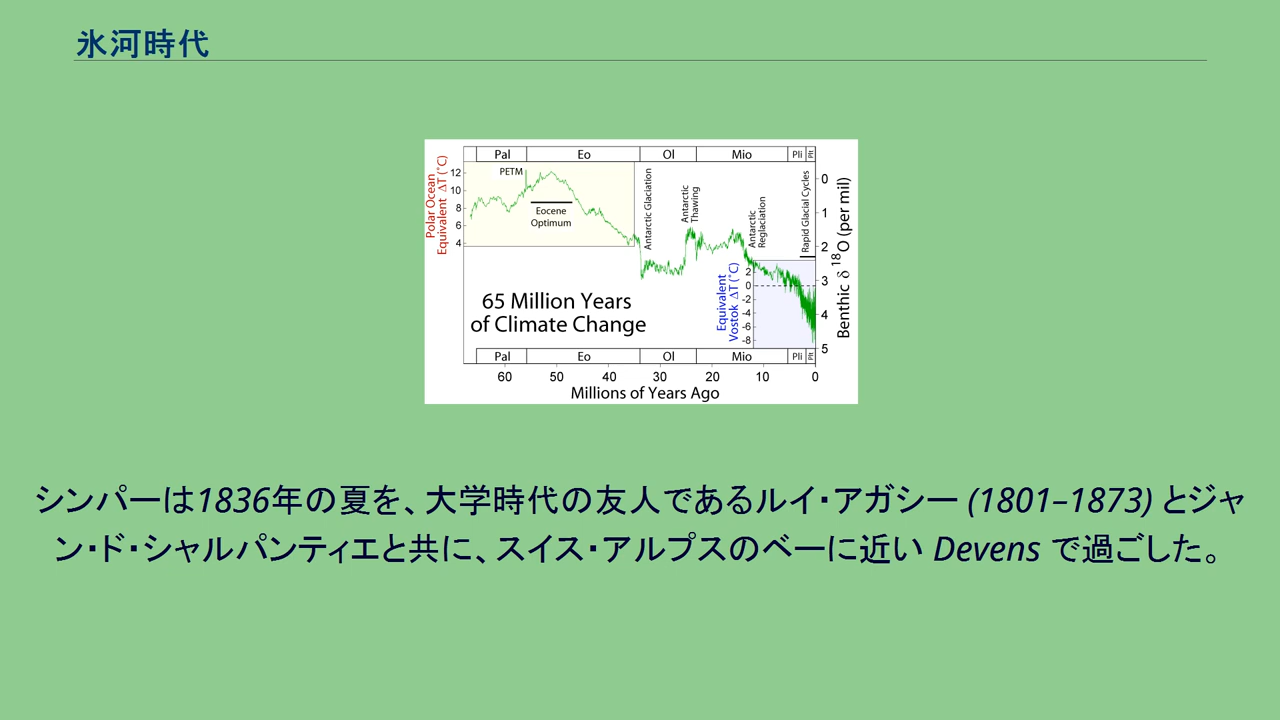 氷河時代
Pal Eo Ol Mio Pli Plt
Polar Ocean
Equivalent ΔT (°C)
12
10
8
6
4
PETM
Eocene
Optimum
Antarctic Glaciation
Antarctic
Thawing
Antarctic
Reglaciation
Rapid Glacial Cycles
0
1
2
3
4
5
Benthic δ 18O (per mil)
Equivalent
Vostok ΔT (°C)
2
0
-2
-4
-6
-8
65 Million Years
of Climate Change
Pal Eo Ol Mio Pli Plt
60 50 40 30 20 10 0
Millions of Years Ago
シンパーは1836年の夏を、大学時代の友人であるルイ・アガシー (1801–1873) とジャ
ン・ド・シャルパンティエと共に、スイス・アルプスのベーに近い Devens で過ごした。